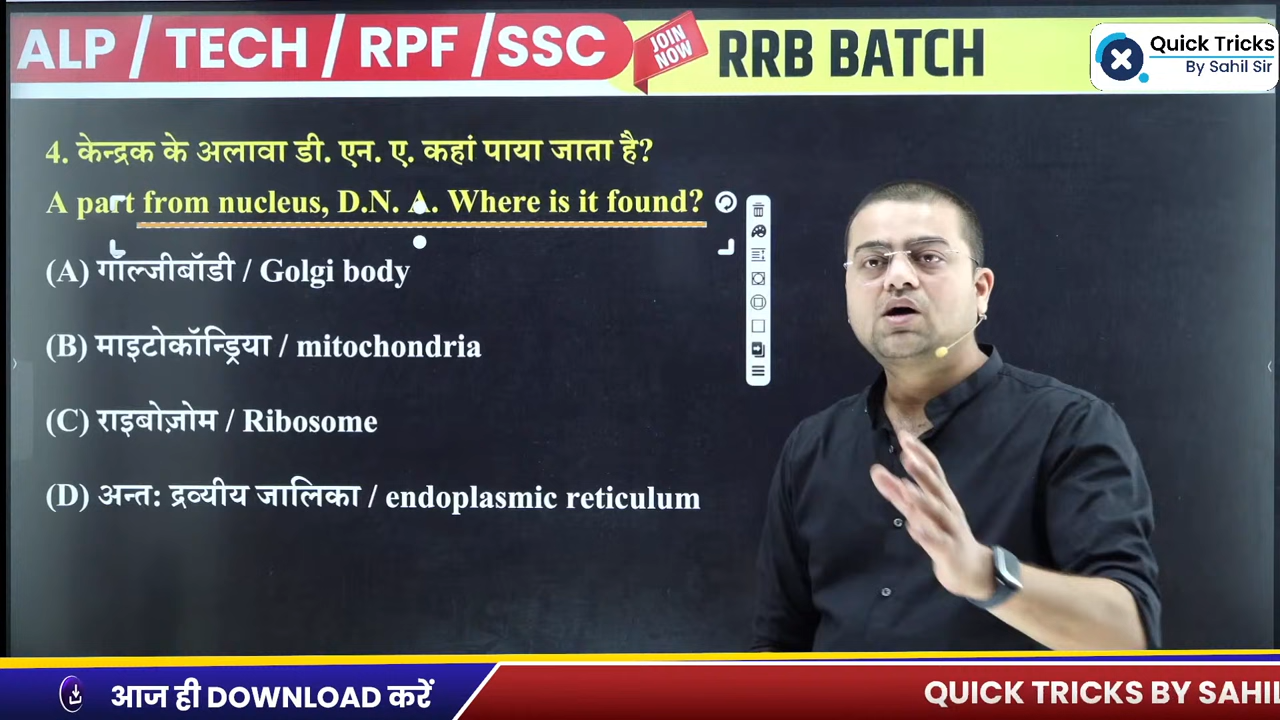 ALP / TECH / RPF / SSC
JOIN NOW
RRB BATCH
Quick Tricks
By Sahil Sir
4. केन्द्रक के अलावा डी. एन. ए. कहां पाया जाता है?
A part from nucleus, D.N. A. Where is it found?
(A) गॉल्जीबॉडी / Golgi body
(B) माइटोकॉन्ड्रिया / mitochondria
(C) राइबोज़ोम / Ribosome
(D) अन्त: द्रव्यीय जालिका / endoplasmic reticulum
आज ही DOWNLOAD करें
QUICK TRICKS BY SAHIL